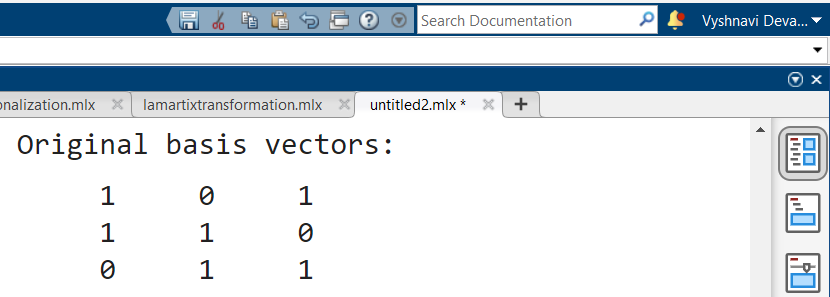 Search Documentation
Vyshnavi Deva...
onalization.mlx
lamartixtransformation.mlx
untitled2.mlx *
Original basis vectors:
1 0 1
1 1 0
0 1 1